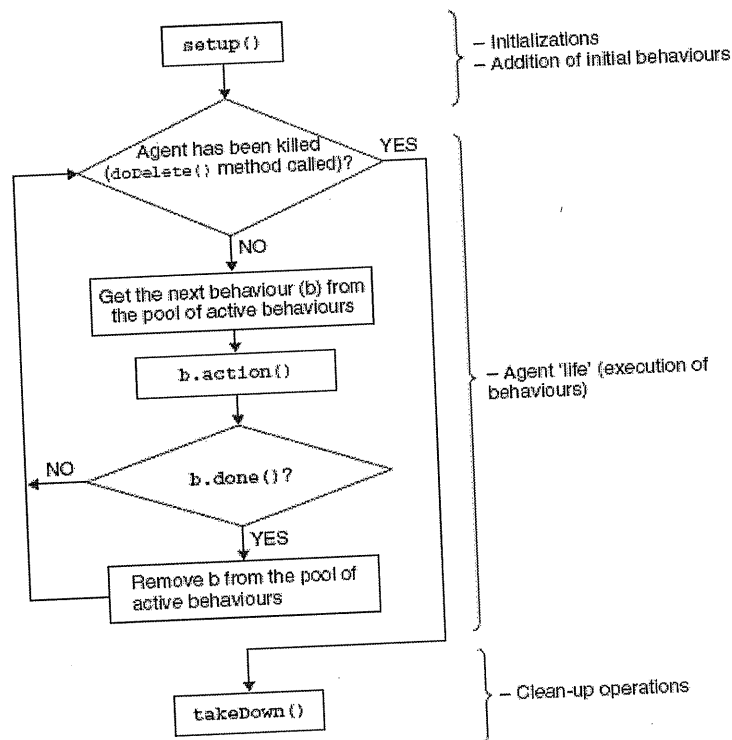 setup()
– Initializations
– Addition of initial behaviours
Agent has been killed
(doDelete() method called)?
YES
NO
Get the next behaviour (b) from
the pool of active behaviours
b.action()
– Agent 'life' (execution of
behaviours)
NO
b.done()?
YES
Remove b from the pool of
active behaviours
– Clean-up operations
takeDown()